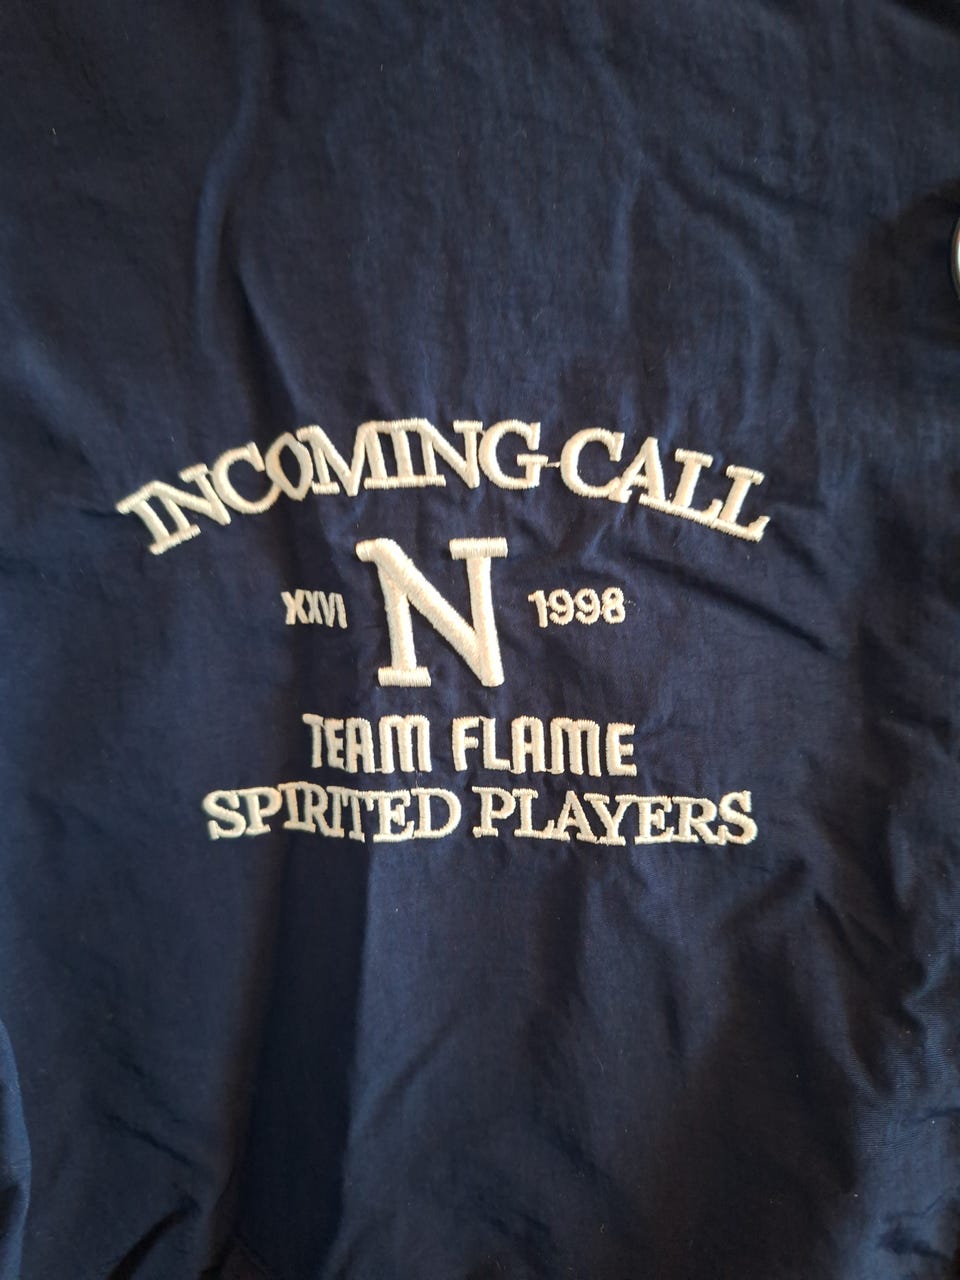 INCOMING-CALL
XXVI N 1998
TEAM FLAME
SPIRITED PLAYERS